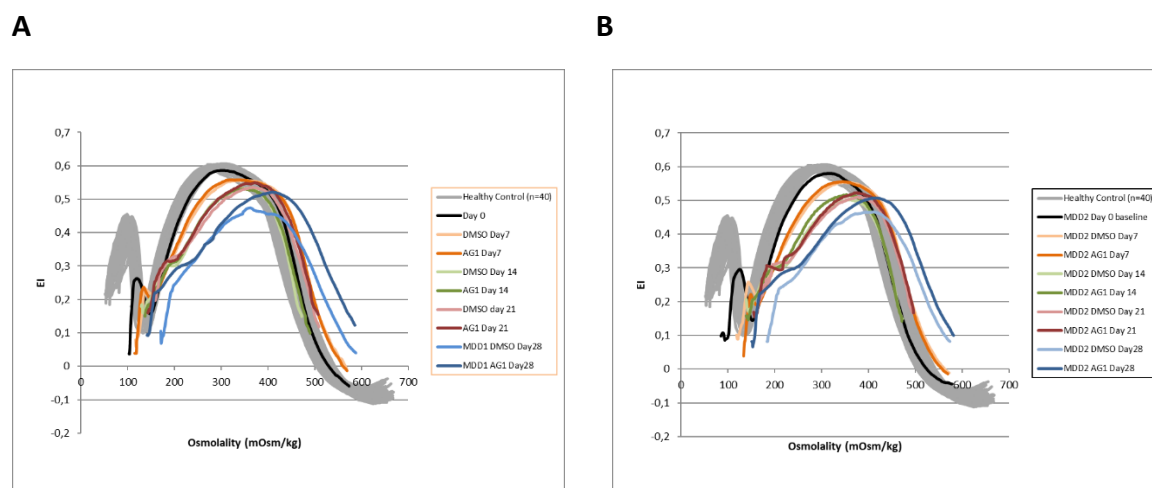 A
B
0,7
0,6
0,5
0,4
0,3
0,2
0,1
0
-0,1
-0,2
EI
0 100 200 300 400 500 600 700
Osmolality (mOsm/kg)
Healthy Control (n=40)
Day 0
DMSO Day7
AG1 Day7
DMSO Day 14
AG1 Day 14
DMSO day 21
AG1 Day 21
MDD1 DMSO Day28
MDD1 AG1 Day28
0,7
0,6
0,5
0,4
0,3
0,2
0,1
0
-0,1
-0,2
EI
0 100 200 300 400 500 600 700
Osmolality (mOsm/kg)
Healthy Control (n=40)
MDD2 Day 0 baseline
MDD2 DMSO Day7
MDD2 AG1 Day7
MDD2 DMSO Day 14
MDD2 AG1 Day 14
MDD2 DMSO Day 21
MDD2 AG1 Day 21
MDD2 DMSO Day28
MDD2 AG1 Day28